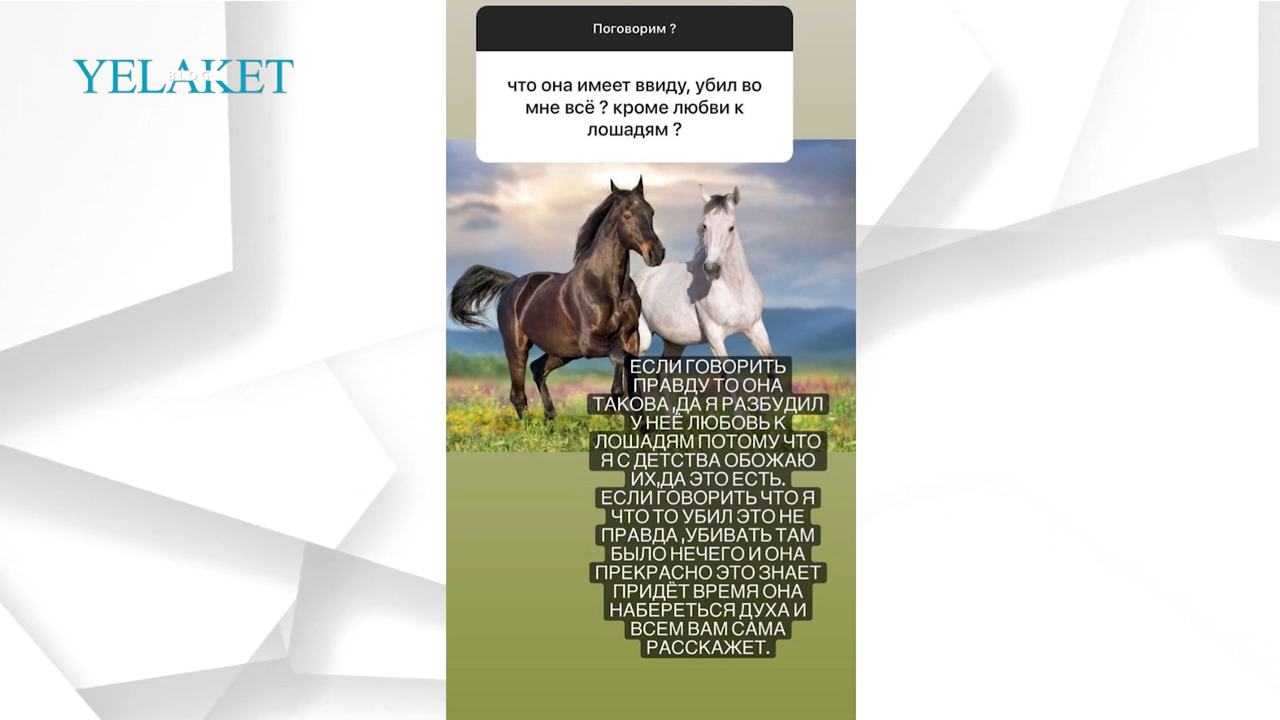 YELAKET
BLOG
Поговорим ?
что она имеет ввиду, убил во
мне всё ? кроме любви к
лошадям ?
ЕСЛИ ГОВОРИТЬ
ПРАВДУ ТО ОНА
ТАКОВА ,ДА Я РАЗБУДИЛ
У НЕЁ ЛЮБОВЬ К
ЛОШАДЯМ ПОТОМУ ЧТО
Я С ДЕТСТВА ОБОЖАЮ
ИХ,ДА ЭТО ЕСТЬ.
ЕСЛИ ГОВОРИТЬ ЧТО Я
ЧТО ТО УБИЛ ЭТО НЕ
ПРАВДА ,УБИВАТЬ ТАМ
БЫЛО НЕЧЕГО И ОНА
ПРЕКРАСНО ЭТО ЗНАЕТ
ПРИДЁТ ВРЕМЯ ОНА
НАБЕРЕТЬСЯ ДУХА И
ВСЕМ ВАМ САМА
РАССКАЖЕТ.